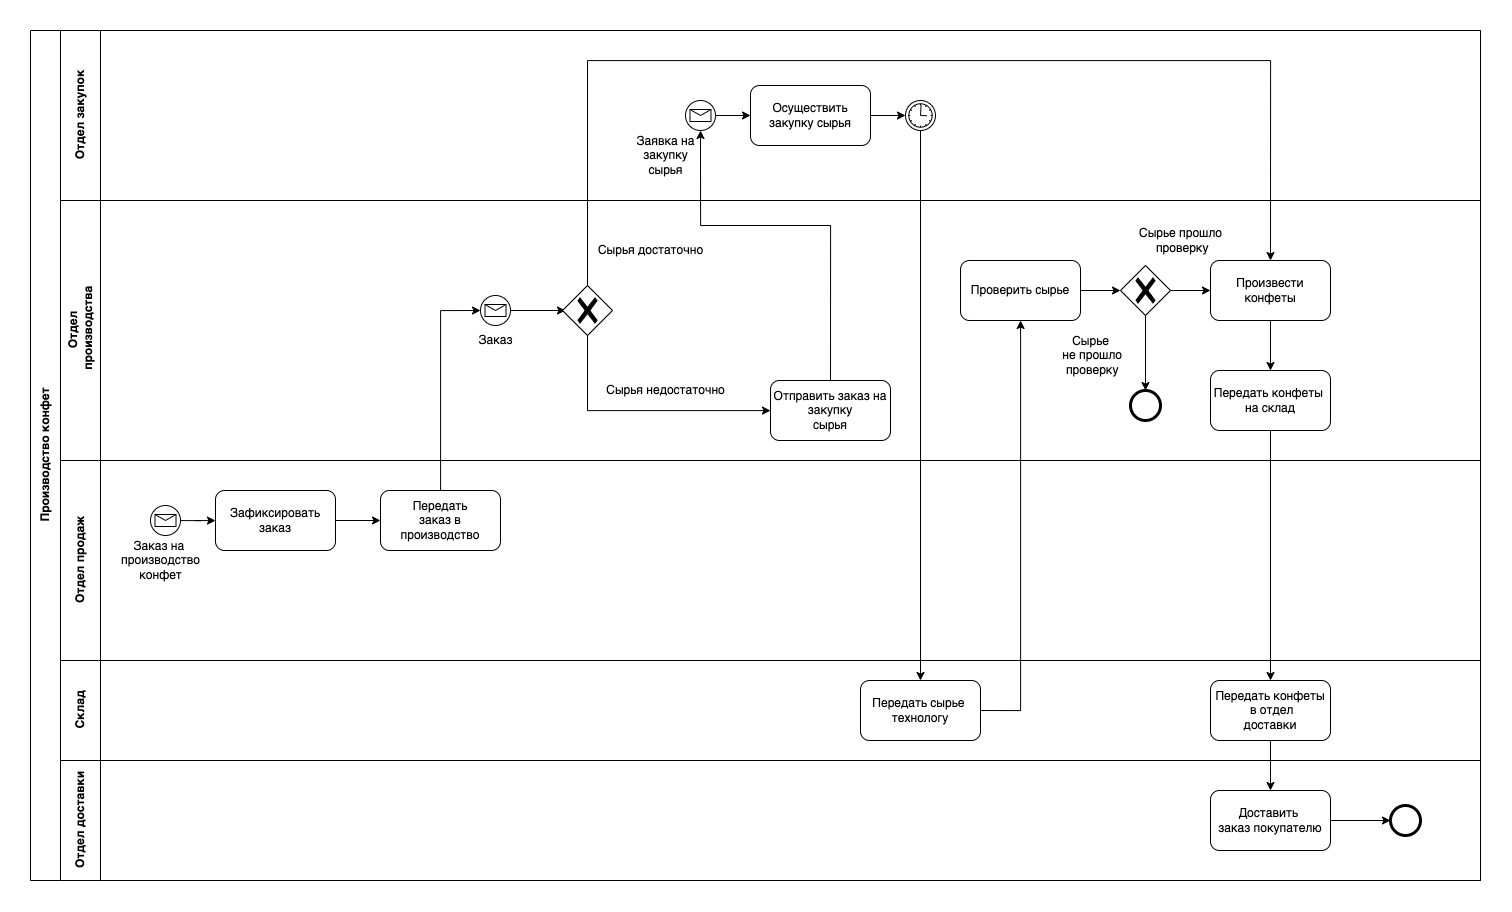 Производство конфет
Отдел закупок
Заявка на
закупку
сырья
Осуществить
закупку сырья
Отдел
производства
Заказ
Сырья достаточно
Сырья недостаточно
Отправить заказ на
закупку
сырья
Проверить сырье
Сырье прошло
проверку
Сырье
не прошло
проверку
Произвести
конфеты
Передать конфеты
на склад
Отдел продаж
Заказ на
производство
конфет
Зафиксировать
заказ
Передать
заказ в
производство
Склад
Передать сырье
технологу
Передать конфеты
в отдел
доставки
Отдел доставки
Доставить
заказ покупателю